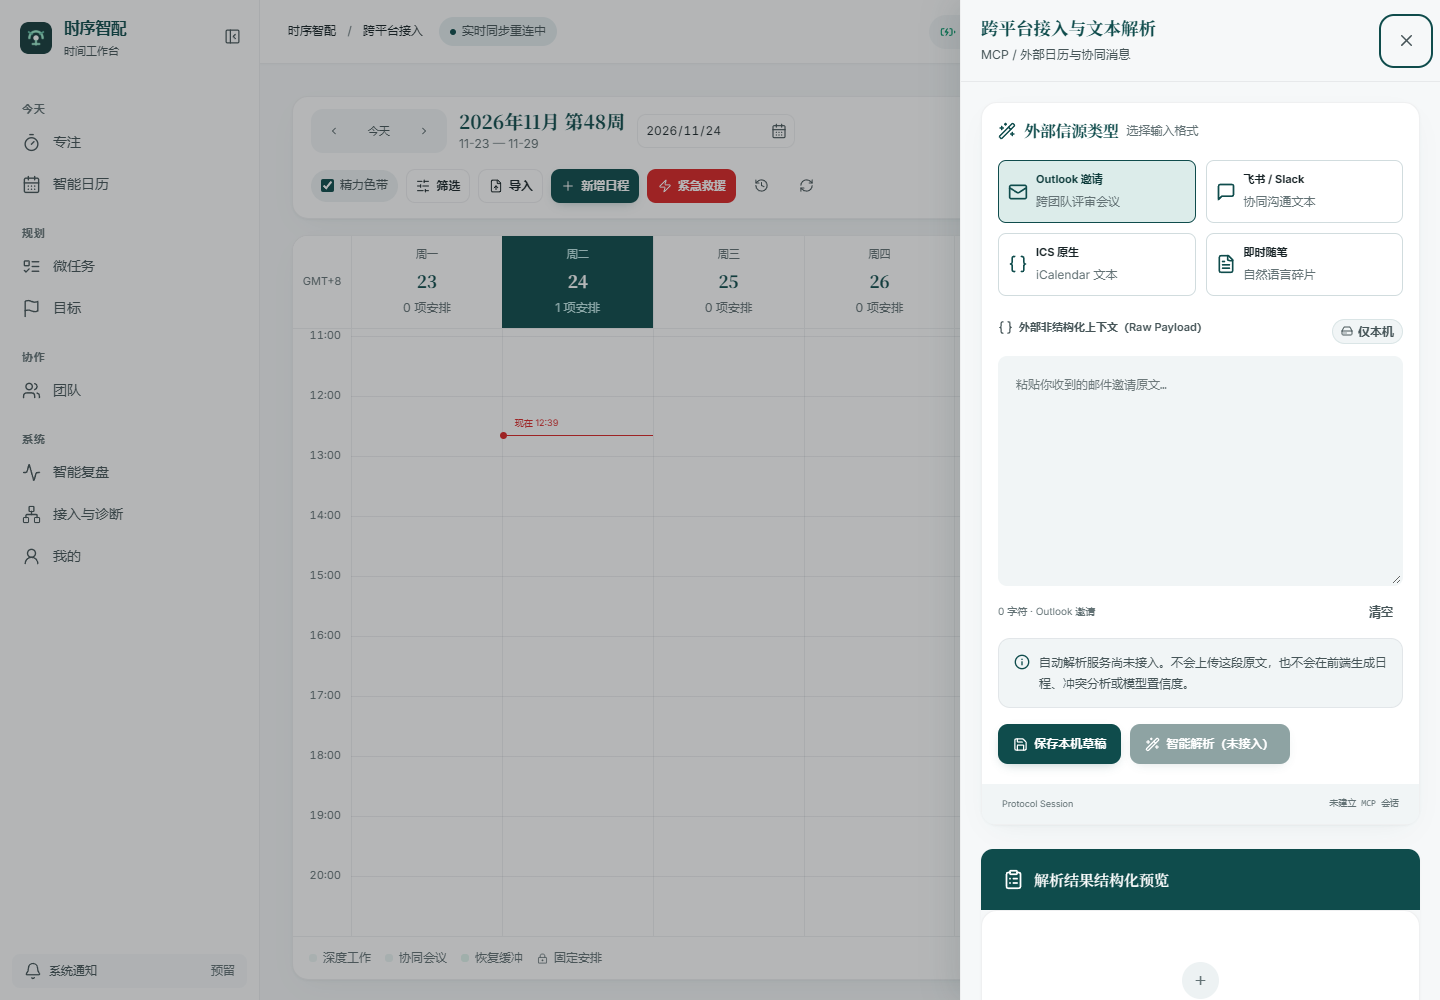 时序智配
时间工作台
今天
专注
智能日历
规划
微任务
目标
协作
团队
系统
智能复盘
接入与诊断
我的
系统通知
预留
时序智配 / 跨平台接入
实时同步重连中
今天
2026年11月 第48周
11-23 — 11-29
2026/11/24
精力色带
筛选
导入
新增日程
紧急救援
GMT+8
周一
23
0 项安排
周二
24
1 项安排
周三
25
0 项安排
周四
26
0 项安排
11:00
12:00
现在 12:39
13:00
14:00
15:00
16:00
17:00
18:00
19:00
20:00
深度工作
协同会议
恢复缓冲
固定安排
跨平台接入与文本解析
MCP / 外部日历与协同消息
外部信源类型 选择输入格式
Outlook 邀请
跨团队评审会议
飞书 / Slack
协同沟通文本
ICS 原生
iCalendar 文本
即时随笔
自然语言碎片
外部非结构化上下文（Raw Payload）
仅本机
粘贴你收到的邮件邀请原文…
0 字符 · Outlook 邀请
清空
自动解析服务尚未接入。不会上传这段原文，也不会在前端生成日
程、冲突分析或模型置信度。
保存本机草稿
智能解析（未接入）
Protocol Session
未建立 MCP 会话
解析结果结构化预览